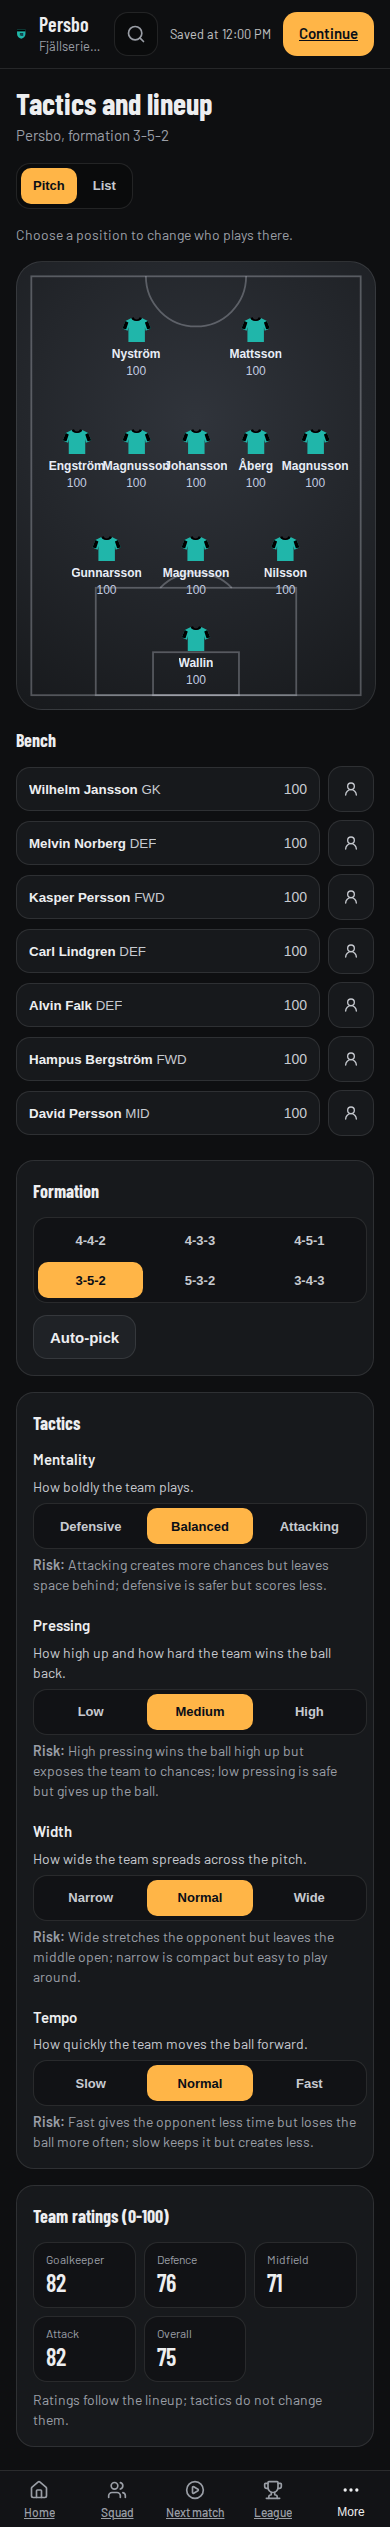 Persbo
Fjällserie...
Saved at 12:00 PM
Continue
Tactics and lineup
Persbo, formation 3-5-2
Pitch List
Choose a position to change who plays there.
Nyström Mattsson
100 100
Engström Magnusson Johansson Åberg Magnusson
100 100 100 100 100
Gunnarsson Magnusson Nilsson
100 100 100
Wallin
100
Bench
Wilhelm Jansson GK 100
Melvin Norberg DEF 100
Kasper Persson FWD 100
Carl Lindgren DEF 100
Alvin Falk DEF 100
Hampus Bergström FWD 100
David Persson MID 100
Formation
4-4-2 4-3-3 4-5-1
3-5-2 5-3-2 3-4-3
Auto-pick
Tactics
Mentality
How boldly the team plays.
Defensive Balanced Attacking
Risk: Attacking creates more chances but leaves
space behind; defensive is safer but scores less.
Pressing
How high up and how hard the team wins the ball
back.
Low Medium High
Risk: High pressing wins the ball high up but
exposes the team to chances; low pressing is safe
but gives up the ball.
Width
How wide the team spreads across the pitch.
Narrow Normal Wide
Risk: Wide stretches the opponent but leaves the
middle open; narrow is compact but easy to play
around.
Tempo
How quickly the team moves the ball forward.
Slow Normal Fast
Risk: Fast gives the opponent less time but loses the
ball more often; slow keeps it but creates less.
Team ratings (0-100)
Goalkeeper Defence Midfield
82 76 71
Attack Overall
82 75
Ratings follow the lineup; tactics do not change
them.
Home Squad Next match League More